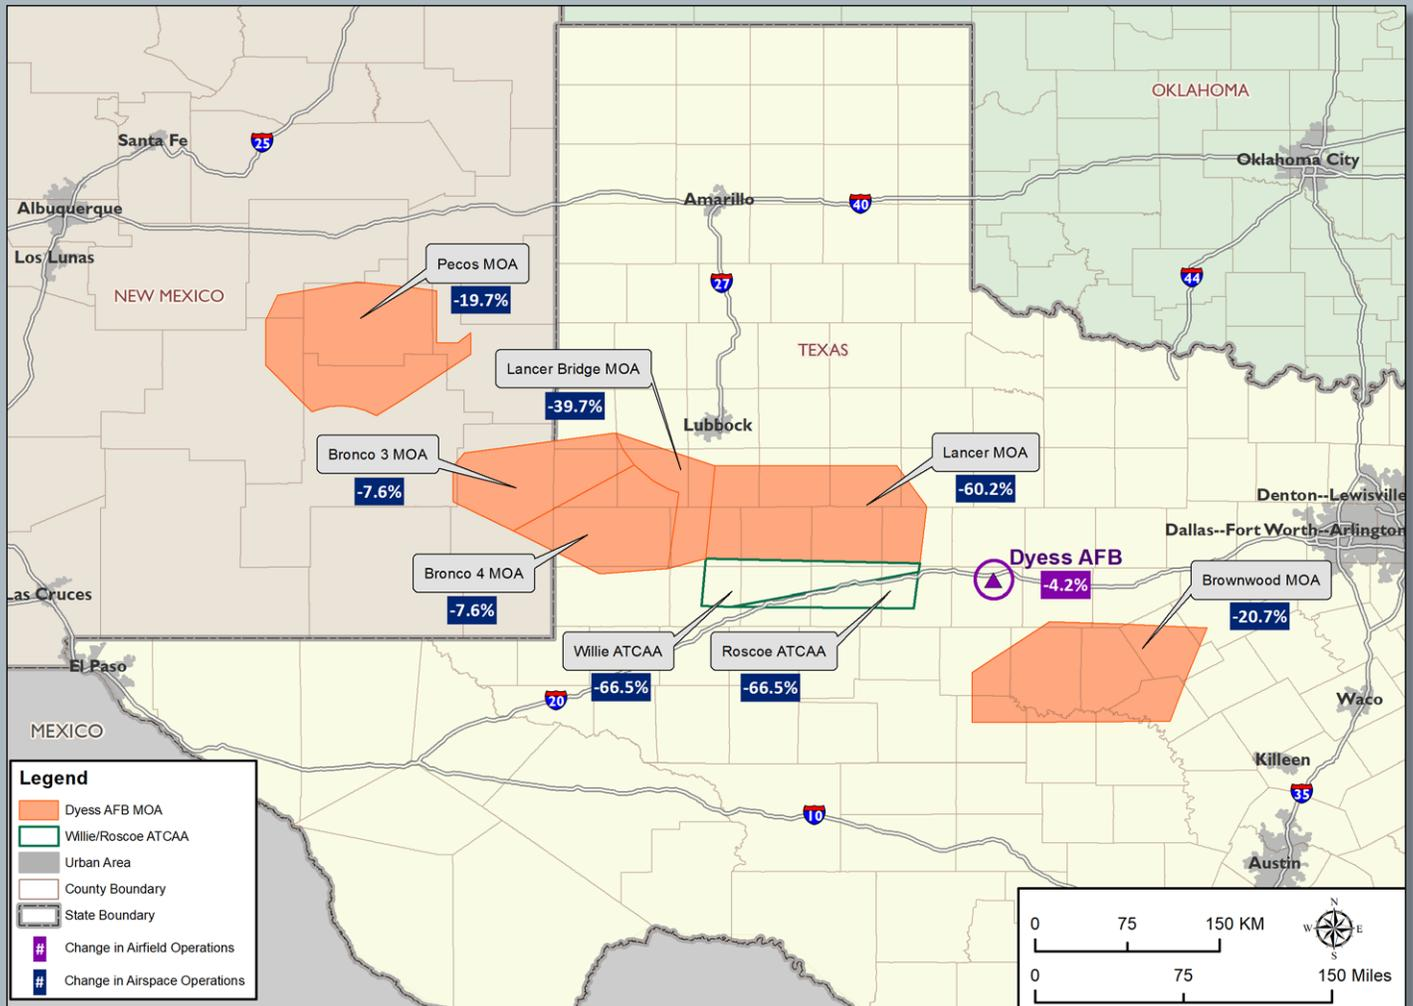 OKLAHOMA
Santa Fe
25
Oklahoma City
Amarillo
40
Albuquerque
Los Lunas
Pecos MOA
-19.7%
NEW MEXICO
27
44
TEXAS
Lancer Bridge MOA
-39.7%
Lubbock
Bronco 3 MOA
-7.6%
Lancer MOA
-60.2%
Denton--Lewisville
Dallas--Fort Worth--Arlington
Bronco 4 MOA
-7.6%
Dyess AFB
-4.2%
Brownwood MOA
-20.7%
Las Cruces
El Paso
Willie ATCAA
-66.5%
Roscoe ATCAA
-66.5%
20
Waco
MEXICO
Killeen
35
10
Austin
Legend
Dyess AFB MOA
Willie/Roscoe ATCAA
Urban Area
County Boundary
State Boundary
# Change in Airfield Operations
# Change in Airspace Operations
0 75 150 KM
0 75 150 Miles
N
W E
S